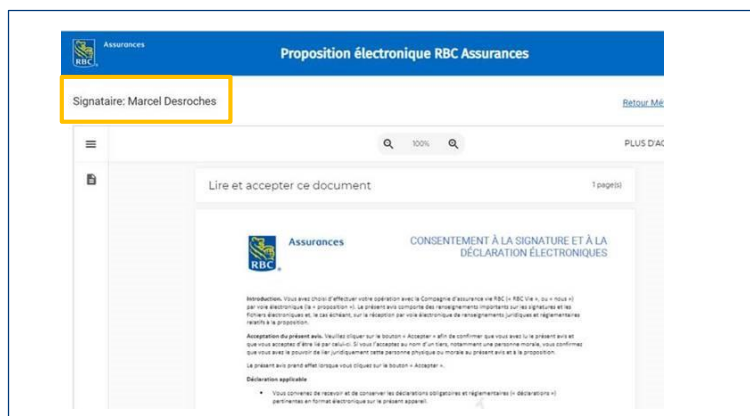 Assurances
RBC
Proposition électronique RBC Assurances
Signataire: Marcel Desroches
Retour Mé
100%
PLUS D'AC
Lire et accepter ce document
1 page(s)
Assurances
RBC
CONSENTEMENT À LA SIGNATURE ET À LA
DÉCLARATION ÉLECTRONIQUES
Introduction. Vous avez choisi d'effectuer votre opération avec la Compagnie d'assurance vie RBC (« RBC Vie », ou « nous »)
par voie électronique (la « proposition »). Le présent avis comporte des renseignements importants sur les signatures et les
fichiers électroniques et, le cas échéant, sur la réception par voie électronique de renseignements juridiques et réglementaires
relatifs à la proposition.
Acceptation du présent avis. Veuillez cliquer sur le bouton « Accepter » afin de confirmer que vous avez lu le présent avis et
que vous acceptez d'être lié par celui-ci. Si vous l'acceptez au nom d'un tiers, notamment une personne morale, vous confirmez
que vous avez le pouvoir de lier juridiquement cette personne physique ou morale au présent avis et à la proposition.
Le présent avis prend effet lorsque vous cliquez sur le bouton « Accepter ».
Déclaration applicable
• Vous convenez de recevoir et de conserver les déclarations obligatoires et réglementaires (« déclarations »)
pertinentes en format électronique sur le présent appareil.